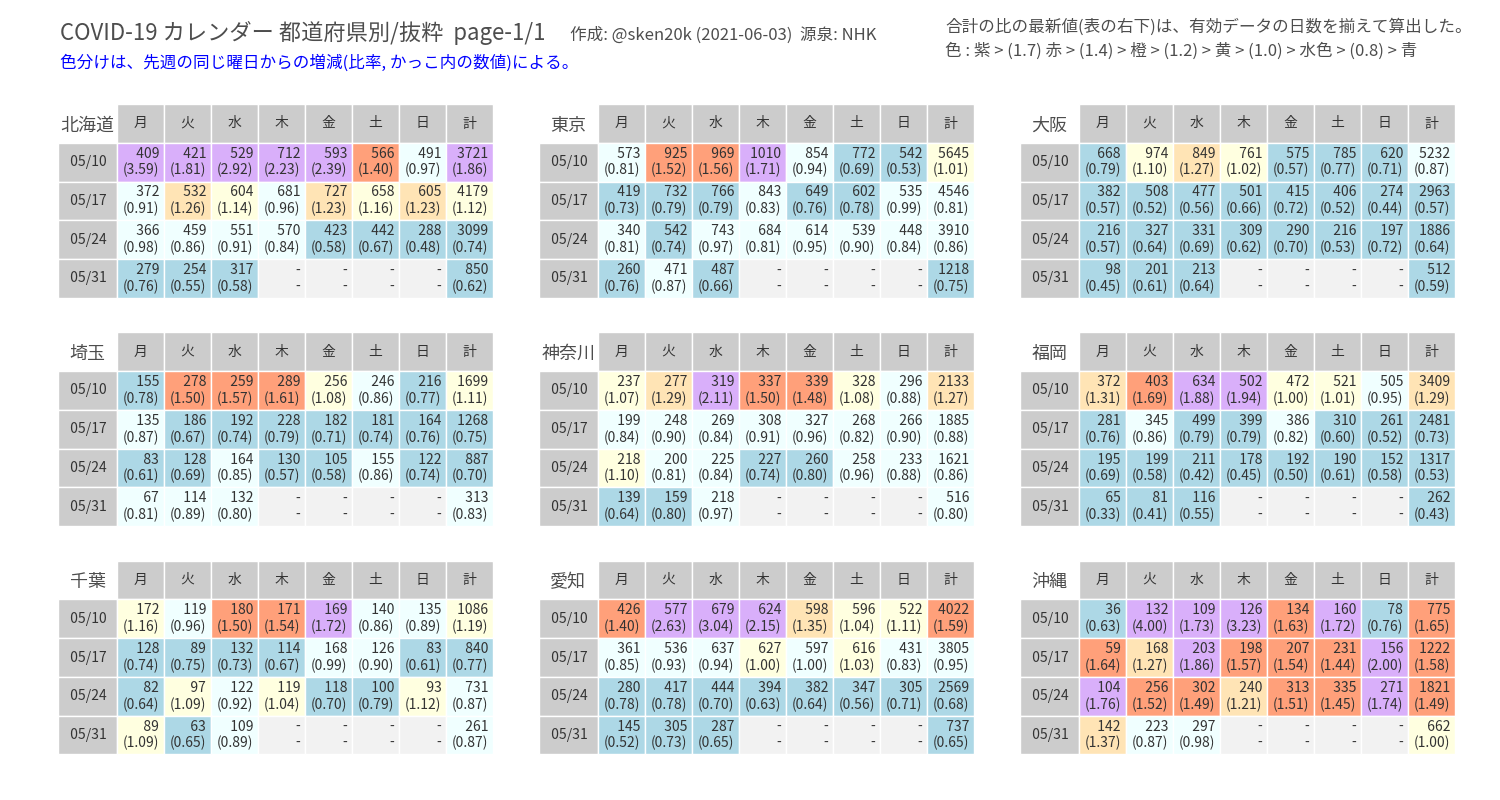 COVID-19 カレンダー 都道府県別/抜粋 page-1/1 作成: @sken20k (2021-06-03) 源泉: NHK
色分けは、先週の同じ曜日からの増減(比率, かっこ内の数値)による。
合計の比の最新値(表の右下)は、有効データの日数を揃えて算出した。
色 : 紫 > (1.7) 赤 > (1.4) > 橙 > (1.2) > 黄 > (1.0) > 水色 > (0.8) > 青
北海道 月 火 水 木 金 土 日 計
05/10 409 421 529 712 593 566 491 3721
(3.59) (1.81) (2.92) (2.23) (2.39) (1.40) (0.97) (1.86)
05/17 372 532 604 681 727 658 605 4179
(0.91) (1.26) (1.14) (0.96) (1.23) (1.16) (1.23) (1.12)
05/24 366 459 551 570 423 442 288 3099
(0.98) (0.86) (0.91) (0.84) (0.58) (0.67) (0.48) (0.74)
05/31 279 254 317 - - - - 850
(0.76) (0.55) (0.58) - - - - (0.62)
東京 月 火 水 木 金 土 日 計
05/10 573 925 969 1010 854 772 542 5645
(0.81) (1.52) (1.56) (1.71) (0.94) (0.69) (0.53) (1.01)
05/17 419 732 766 843 649 602 535 4546
(0.73) (0.79) (0.79) (0.83) (0.76) (0.78) (0.99) (0.81)
05/24 340 542 743 684 614 539 448 3910
(0.81) (0.74) (0.97) (0.81) (0.95) (0.90) (0.84) (0.86)
05/31 260 471 487 - - - - 1218
(0.76) (0.87) (0.66) - - - - (0.75)
大阪 月 火 水 木 金 土 日 計
05/10 668 974 849 761 575 785 620 5232
(0.79) (1.10) (1.27) (1.02) (0.57) (0.77) (0.71) (0.87)
05/17 382 508 477 501 415 406 274 2963
(0.57) (0.52) (0.56) (0.66) (0.72) (0.52) (0.44) (0.57)
05/24 216 327 331 309 290 216 197 1886
(0.57) (0.64) (0.69) (0.62) (0.70) (0.53) (0.72) (0.64)
05/31 98 201 213 - - - - 512
(0.45) (0.61) (0.64) - - - - (0.59)
埼玉 月 火 水 木 金 土 日 計
05/10 155 278 259 289 256 246 216 1699
(0.78) (1.50) (1.57) (1.61) (1.08) (0.86) (0.77) (1.11)
05/17 135 186 192 228 182 181 164 1268
(0.87) (0.67) (0.74) (0.79) (0.71) (0.74) (0.76) (0.75)
05/24 83 128 164 130 105 155 122 887
(0.61) (0.69) (0.85) (0.57) (0.58) (0.86) (0.74) (0.70)
05/31 67 114 132 - - - - 313
(0.81) (0.89) (0.80) - - - - (0.83)
神奈川 月 火 水 木 金 土 日 計
05/10 237 277 319 337 339 328 296 2133
(1.07) (1.29) (2.11) (1.50) (1.48) (1.08) (0.88) (1.27)
05/17 199 248 269 308 327 268 266 1885
(0.84) (0.90) (0.84) (0.91) (0.96) (0.82) (0.90) (0.88)
05/24 218 200 225 227 260 258 233 1621
(1.10) (0.81) (0.84) (0.74) (0.80) (0.96) (0.88) (0.86)
05/31 139 159 218 - - - - 516
(0.64) (0.80) (0.97) - - - - (0.80)
福岡 月 火 水 木 金 土 日 計
05/10 372 403 634 502 472 521 505 3409
(1.31) (1.69) (1.88) (1.94) (1.00) (1.01) (0.95) (1.29)
05/17 281 345 499 399 386 310 261 2481
(0.76) (0.86) (0.79) (0.79) (0.82) (0.60) (0.52) (0.73)
05/24 195 199 211 178 192 190 152 1317
(0.69) (0.58) (0.42) (0.45) (0.50) (0.61) (0.58) (0.53)
05/31 65 81 116 - - - - 262
(0.33) (0.41) (0.55) - - - - (0.43)
千葉 月 火 水 木 金 土 日 計
05/10 172 119 180 171 169 140 135 1086
(1.16) (0.96) (1.50) (1.54) (1.72) (0.86) (0.89) (1.19)
05/17 128 89 132 114 168 126 83 840
(0.74) (0.75) (0.73) (0.67) (0.99) (0.90) (0.61) (0.77)
05/24 82 97 122 119 118 100 93 731
(0.64) (1.09) (0.92) (1.04) (0.70) (0.79) (1.12) (0.87)
05/31 89 63 109 - - - - 261
(1.09) (0.65) (0.89) - - - - (0.87)
愛知 月 火 水 木 金 土 日 計
05/10 426 577 679 624 598 596 522 4022
(1.40) (2.63) (3.04) (2.15) (1.35) (1.04) (1.11) (1.59)
05/17 361 536 637 627 597 616 431 3805
(0.85) (0.93) (0.94) (1.00) (1.00) (1.03) (0.83) (0.95)
05/24 280 417 444 394 382 347 305 2569
(0.78) (0.78) (0.70) (0.63) (0.64) (0.56) (0.71) (0.68)
05/31 145 305 287 - - - - 737
(0.52) (0.73) (0.65) - - - - (0.65)
沖縄 月 火 水 木 金 土 日 計
05/10 36 132 109 126 134 160 78 775
(0.63) (4.00) (1.73) (3.23) (1.63) (1.72) (0.76) (1.65)
05/17 59 168 203 198 207 231 156 1222
(1.64) (1.27) (1.86) (1.57) (1.54) (1.44) (2.00) (1.58)
05/24 104 256 302 240 313 335 271 1821
(1.76) (1.52) (1.49) (1.21) (1.51) (1.45) (1.74) (1.49)
05/31 142 223 297 - - - - 662
(1.37) (0.87) (0.98) - - - - (1.00)